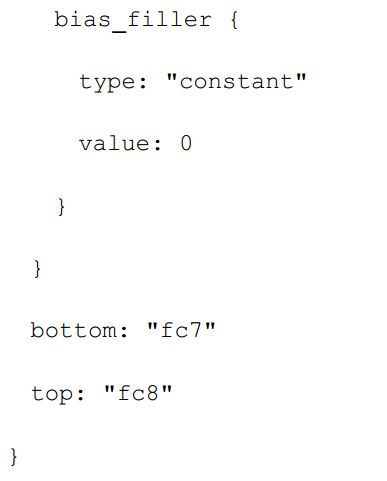 bias_filler {
type: "constant"
value: 0
}
}
bottom: "fc7"
top: "fc8"
}